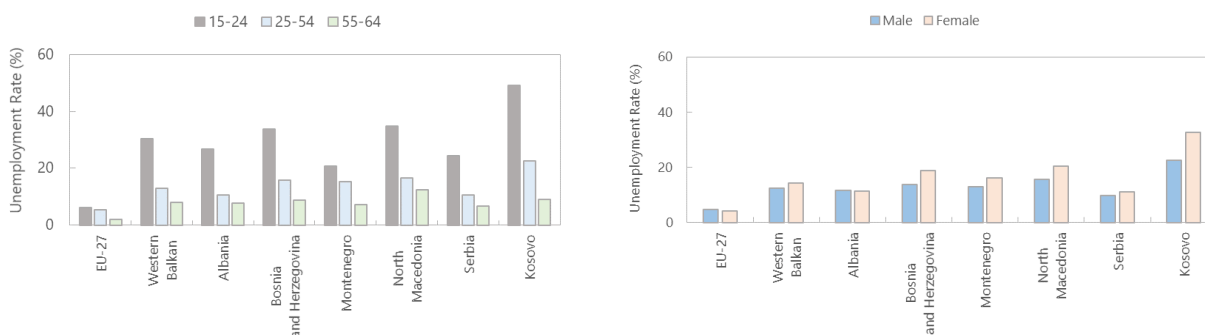 15-24 25-54 55-64
Unemployment Rate (%)
60
40
20
0
EU-27
Western
Balkan
Albania
Bosnia
and Herzegovina
Montenegro
North
Macedonia
Serbia
Kosovo
Male Female
Unemployment Rate (%)
60
40
20
0
EU-27
Western
Balkan
Albania
Bosnia
and Herzegovina
Montenegro
North
Macedonia
Serbia
Kosovo